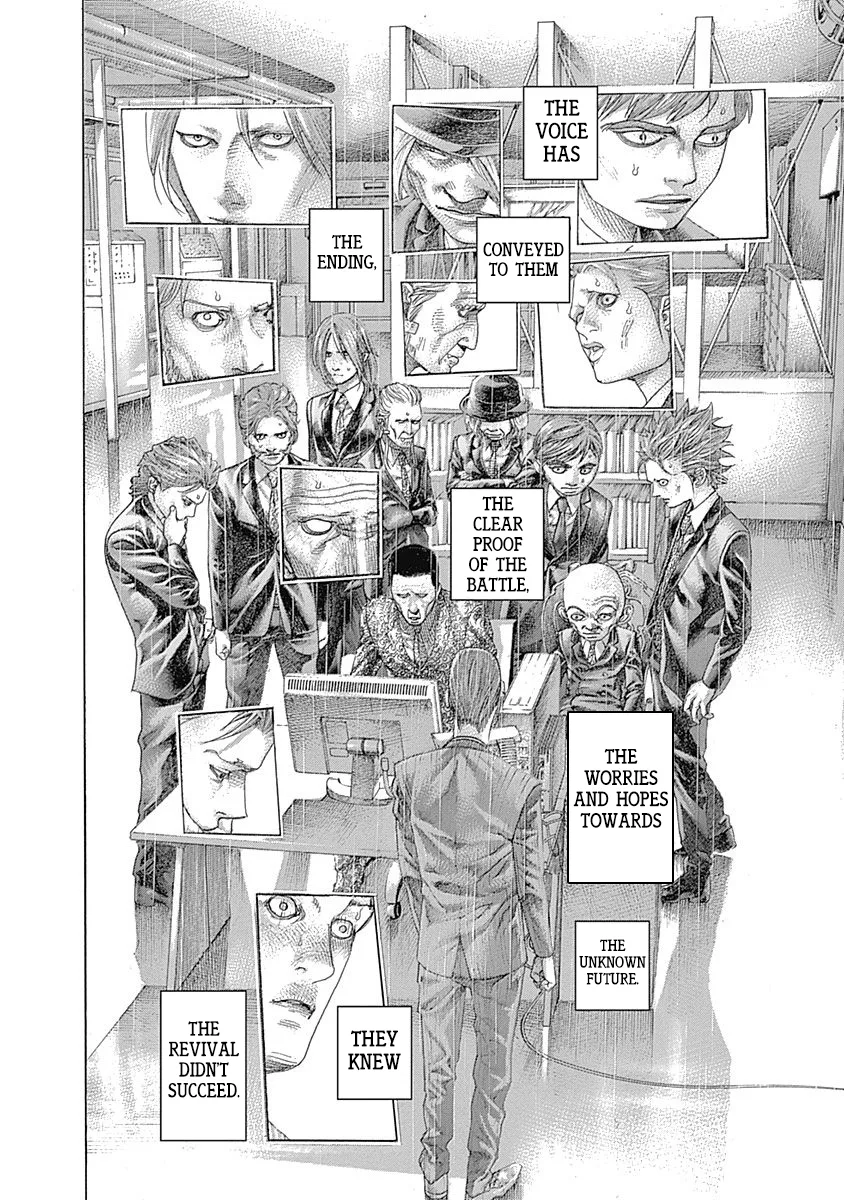 THE
VOICE
HAS
CONVEYED
TO THEM
THE
ENDING,
THE
CLEAR
PROOF
OF THE
BATTLE,
THE
WORRIES
AND HOPES
TOWARDS
THE
UNKNOWN
FUTURE.
THEY
KNEW
THE
REVIVAL
DIDN'T
SUCCEED.